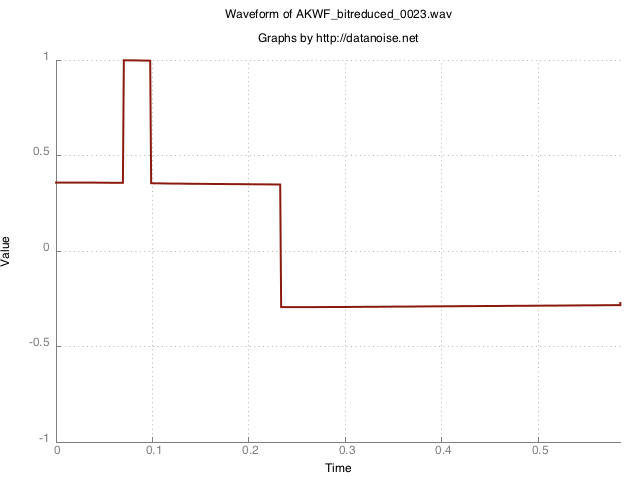 Waveform of AKWF_bitreduced_0023.wav
Graphs by http://datanoise.net
1
0.5
0
-0.5
-1
Value
0
0.1
0.2
0.3
0.4
0.5
Time